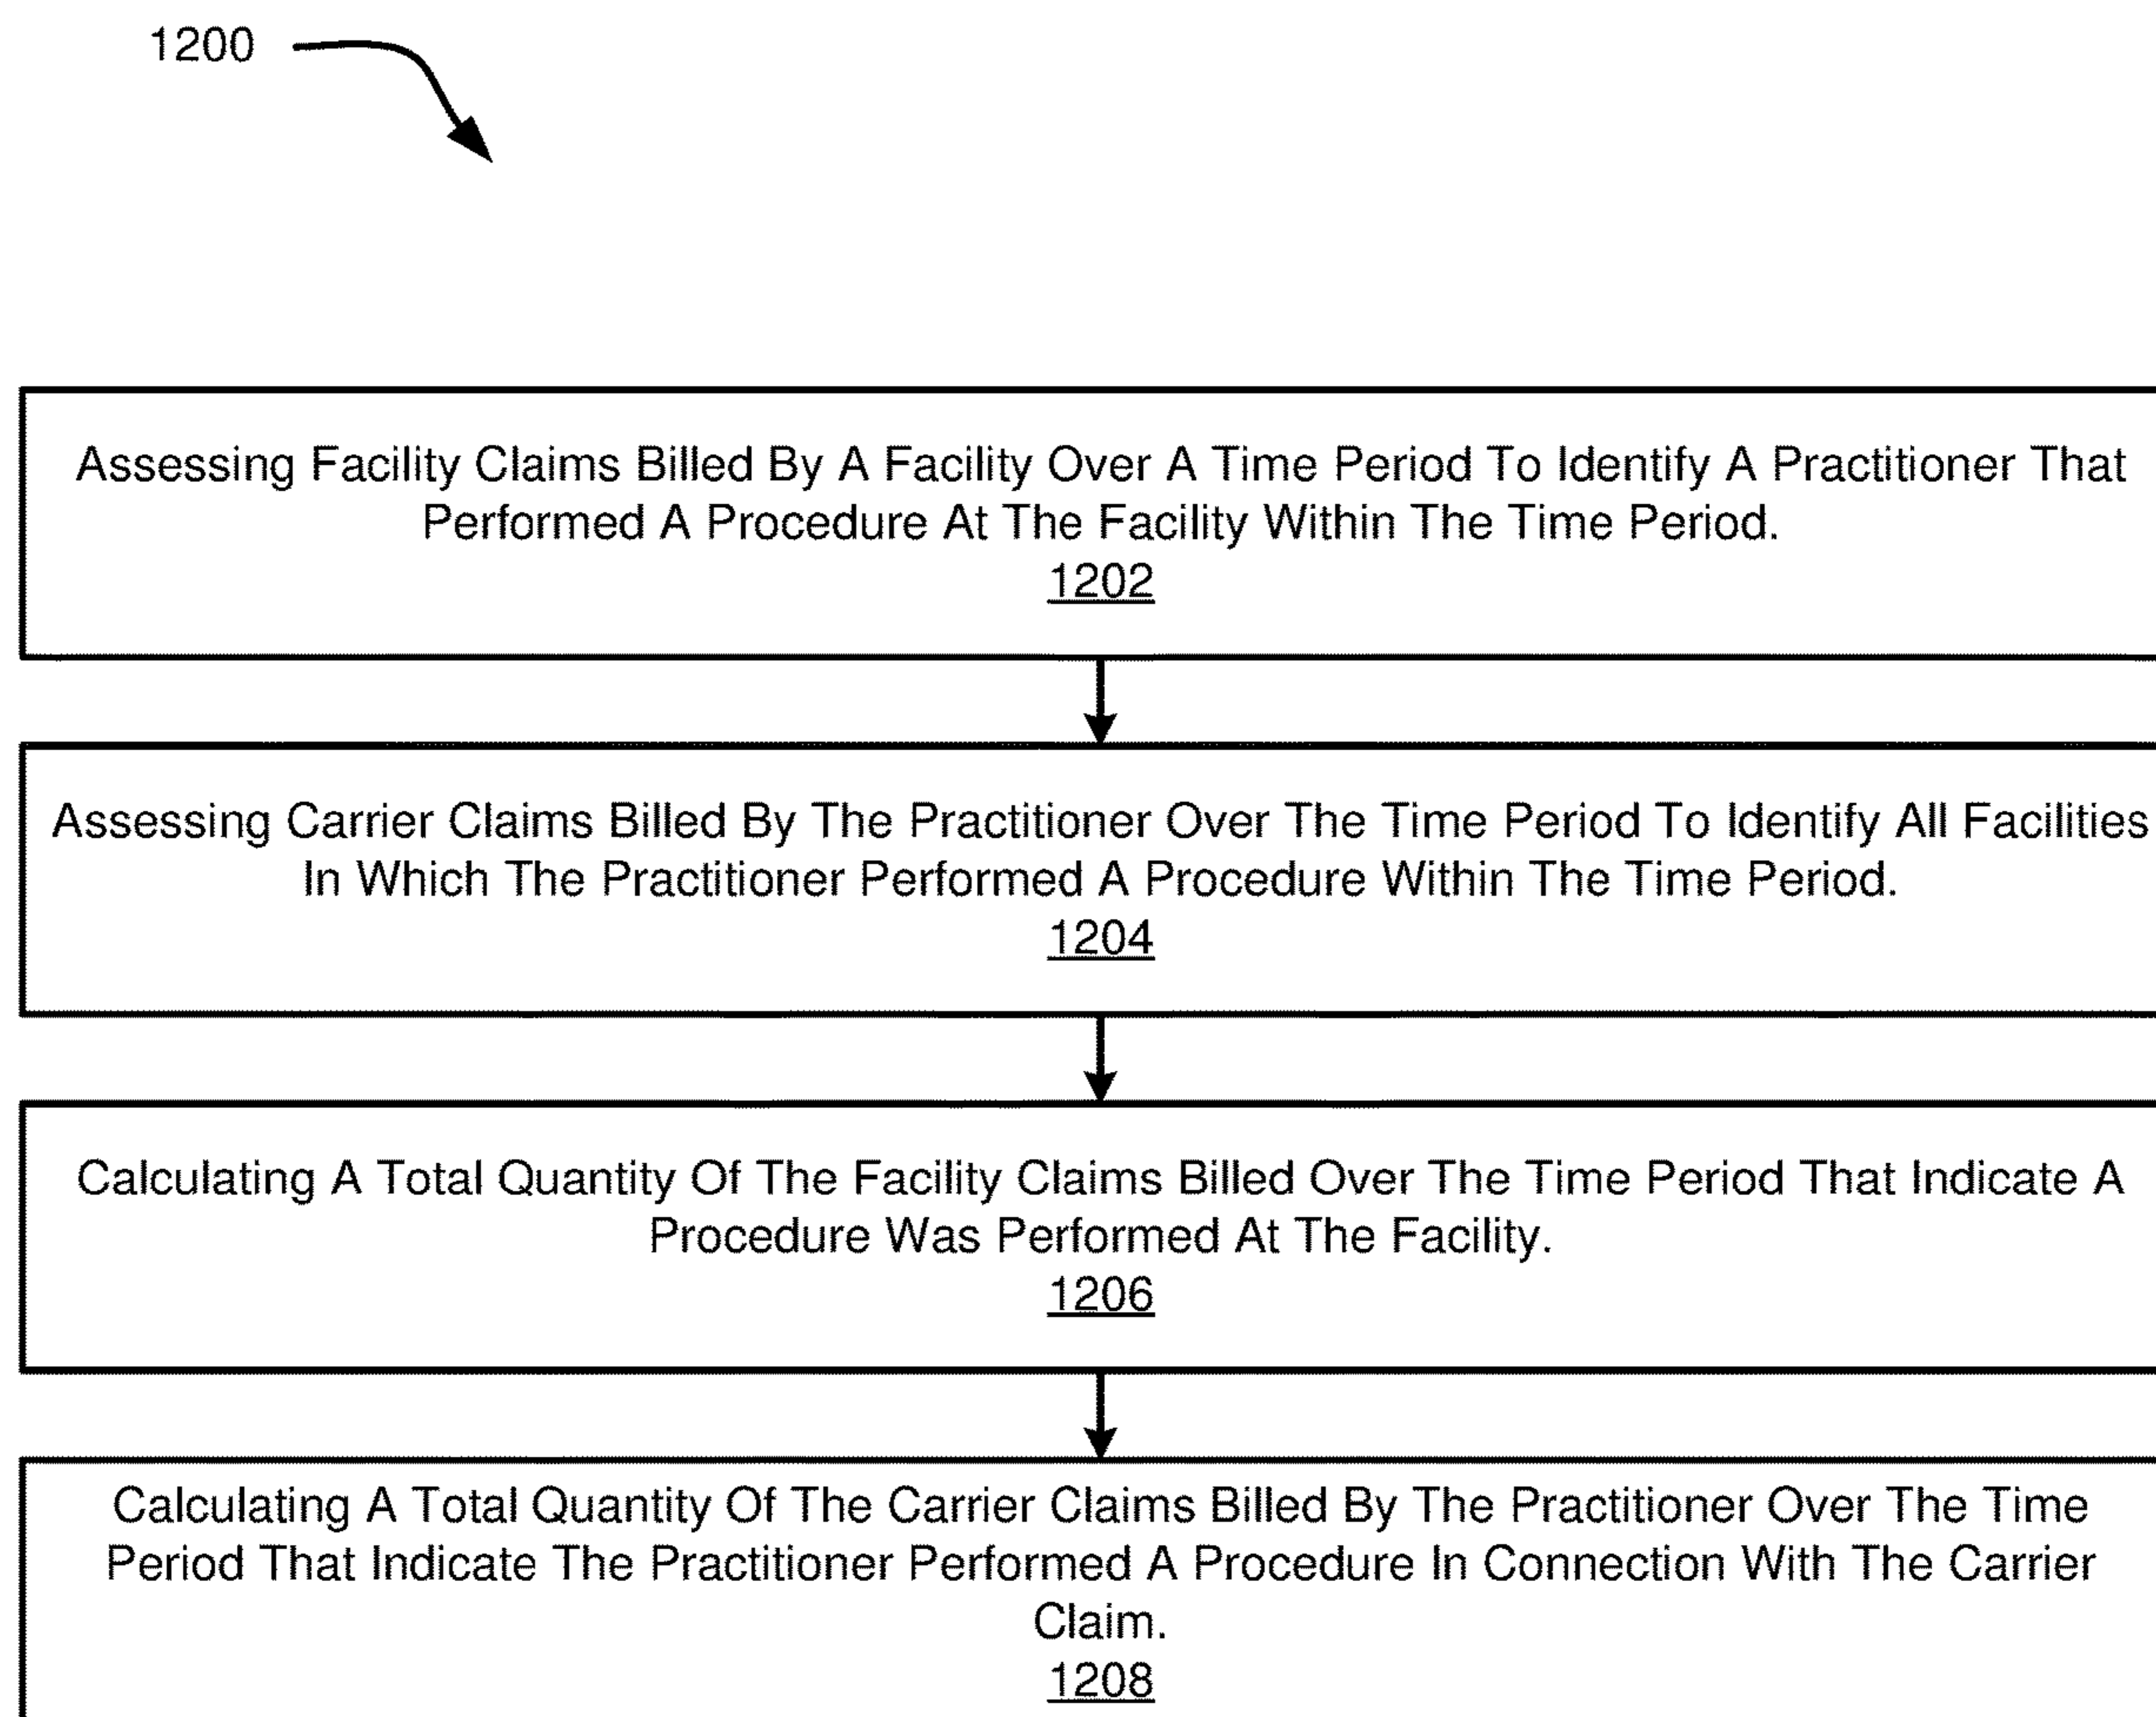 1200
Assessing Facility Claims Billed By A Facility Over A Time Period To Identify A Practitioner That
Performed A Procedure At The Facility Within The Time Period.
1202
Assessing Carrier Claims Billed By The Practitioner Over The Time Period To Identify All Facilities
In Which The Practitioner Performed A Procedure Within The Time Period.
1204
Calculating A Total Quantity Of The Facility Claims Billed Over The Time Period That Indicate A
Procedure Was Performed At The Facility.
1206
Calculating A Total Quantity Of The Carrier Claims Billed By The Practitioner Over The Time
Period That Indicate The Practitioner Performed A Procedure In Connection With The Carrier
Claim.
1208